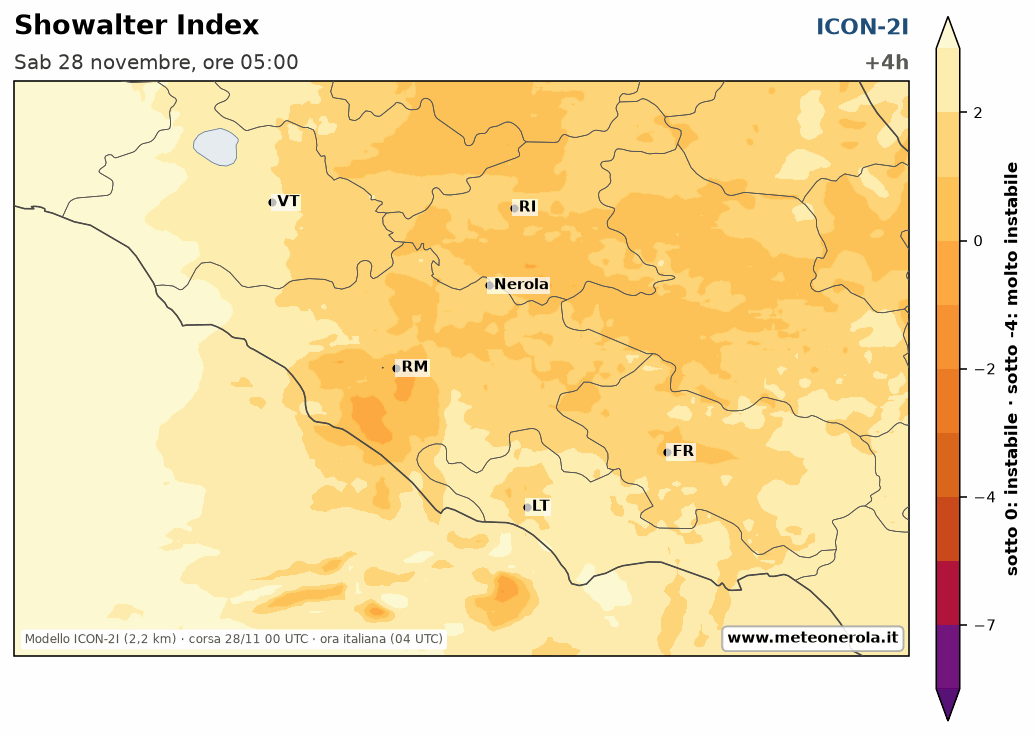 Showalter Index
ICON-2I
Sab 28 novembre, ore 05:00
+4h
VT
RI
Nerola
RM
FR
LT
Modello ICON-2I (2,2 km) · corsa 28/11 00 UTC · ora italiana (04 UTC)
www.meteonerola.it
2
0
−2
−4
−7
sotto 0: instabile · sotto -4: molto instabile